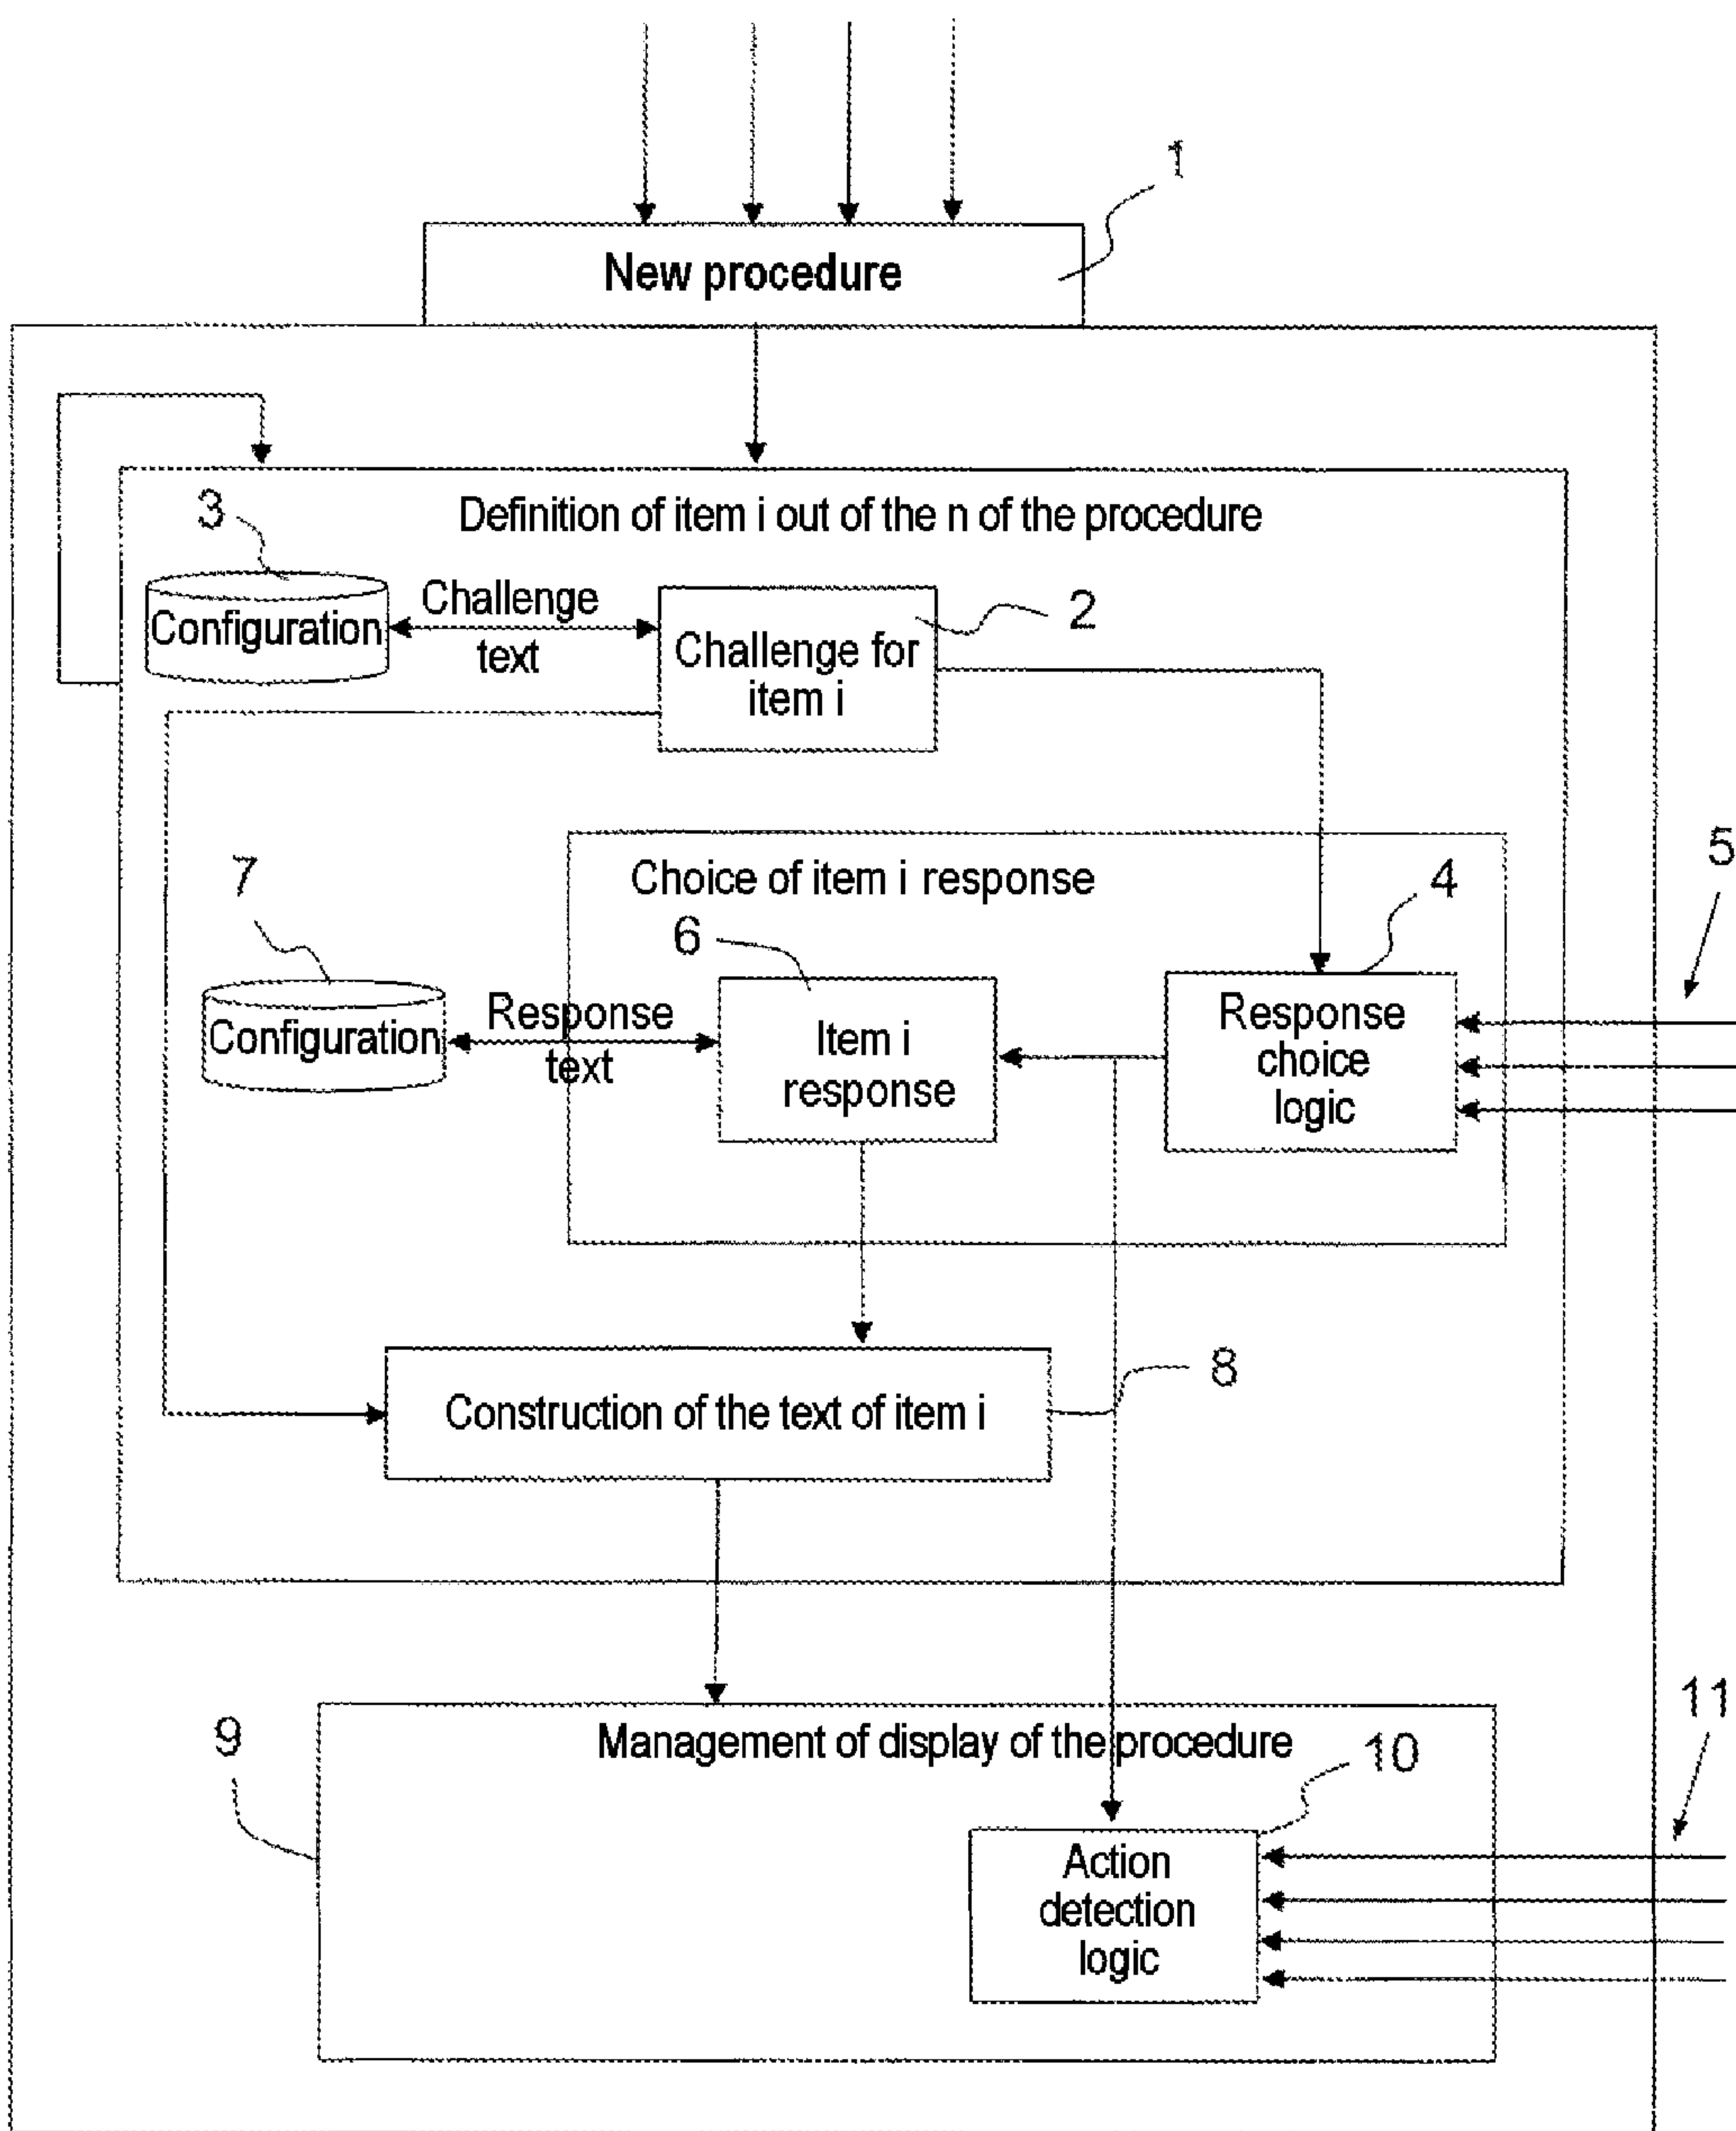 1
New procedure
Definition of item i out of the n of the procedure
3
Configuration
Challenge
text
2
Challenge for
item i
5
Choice of item i response
4
7
6
Configuration
Response
text
Item i
response
Response
choice
logic
8
Construction of the text of item i
11
9
Management of display of the procedure
10
Action
detection
logic